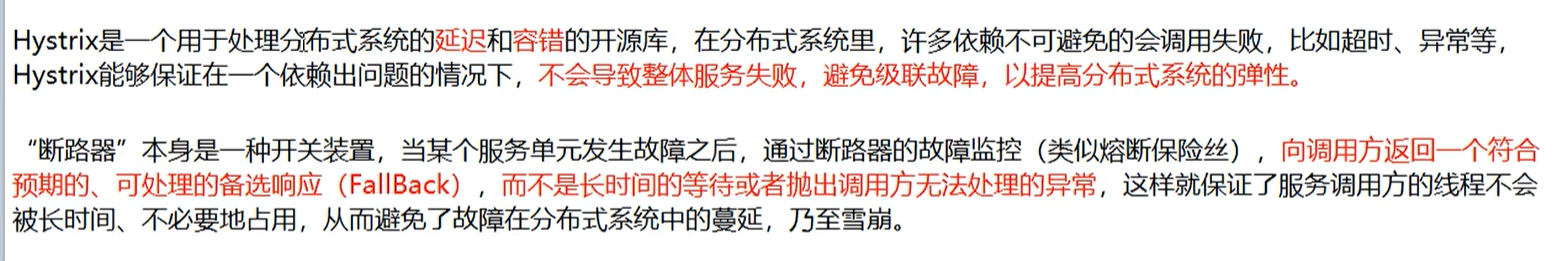 Hystrix是一个用于处理分布式系统的延迟和容错的开源库，在分布式系统里，许多依赖不可避免的会调用失败，比如超时、异常等，
Hystrix能够保证在一个依赖出问题的情况下，不会导致整体服务失败，避免级联故障，以提高分布式系统的弹性。
“断路器”本身是一种开关装置，当某个服务单元发生故障之后，通过断路器的故障监控（类似熔断保险丝），向调用方返回一个符合
预期的、可处理的备选响应（FallBack），而不是长时间的等待或者抛出调用方无法处理的异常，这样就保证了服务调用方的线程不会
被长时间、不必要地占用，从而避免了故障在分布式系统中的蔓延，乃至雪崩。